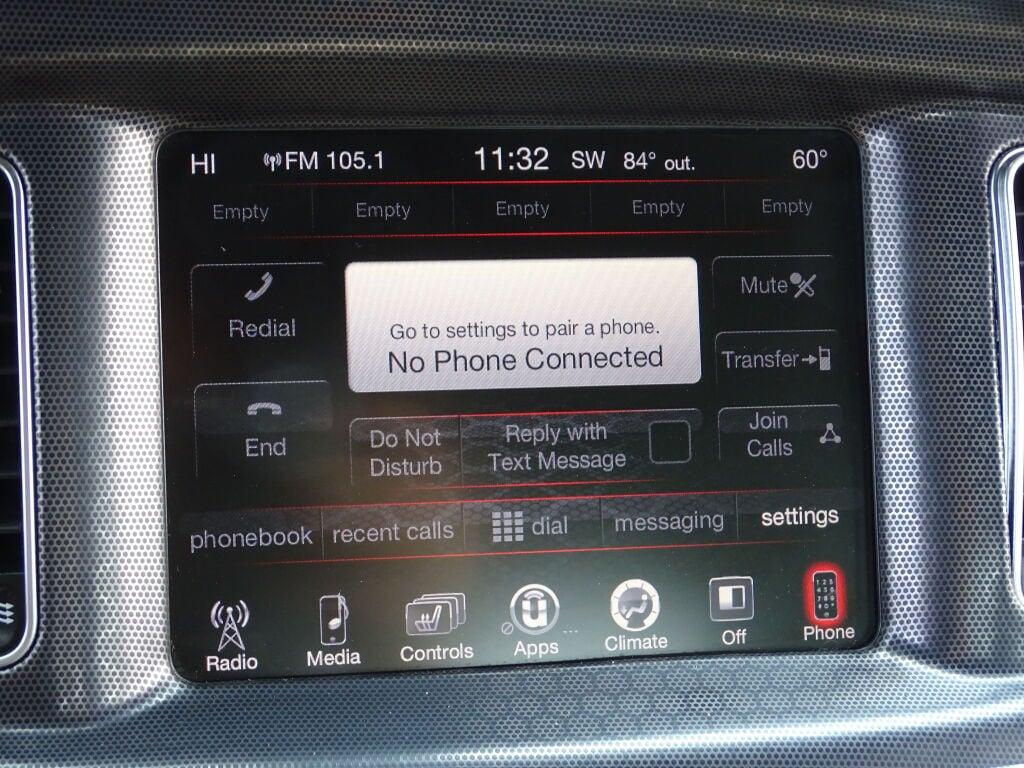 HI FM 105.1 11:32 SW 84° out. 60°
Empty Empty Empty Empty Empty
Redial
Go to settings to pair a phone.
No Phone Connected
Mute
Transfer
End
Do Not
Disturb
Reply with
Text Message
Join
Calls
phonebook recent calls dial messaging settings
Radio Media Controls Apps Climate Off Phone